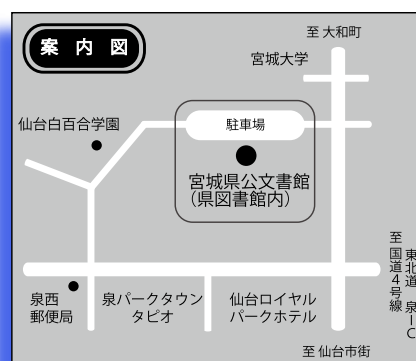 案内図
至 大和町
宮城大学
仙台白百合学園
駐車場
宮城県公文書館
（県図書館内）
至 国道4号線
東北道 泉IC
泉西
郵便局
泉パークタウン
タピオ
仙台ロイヤル
パークホテル
至 仙台市街